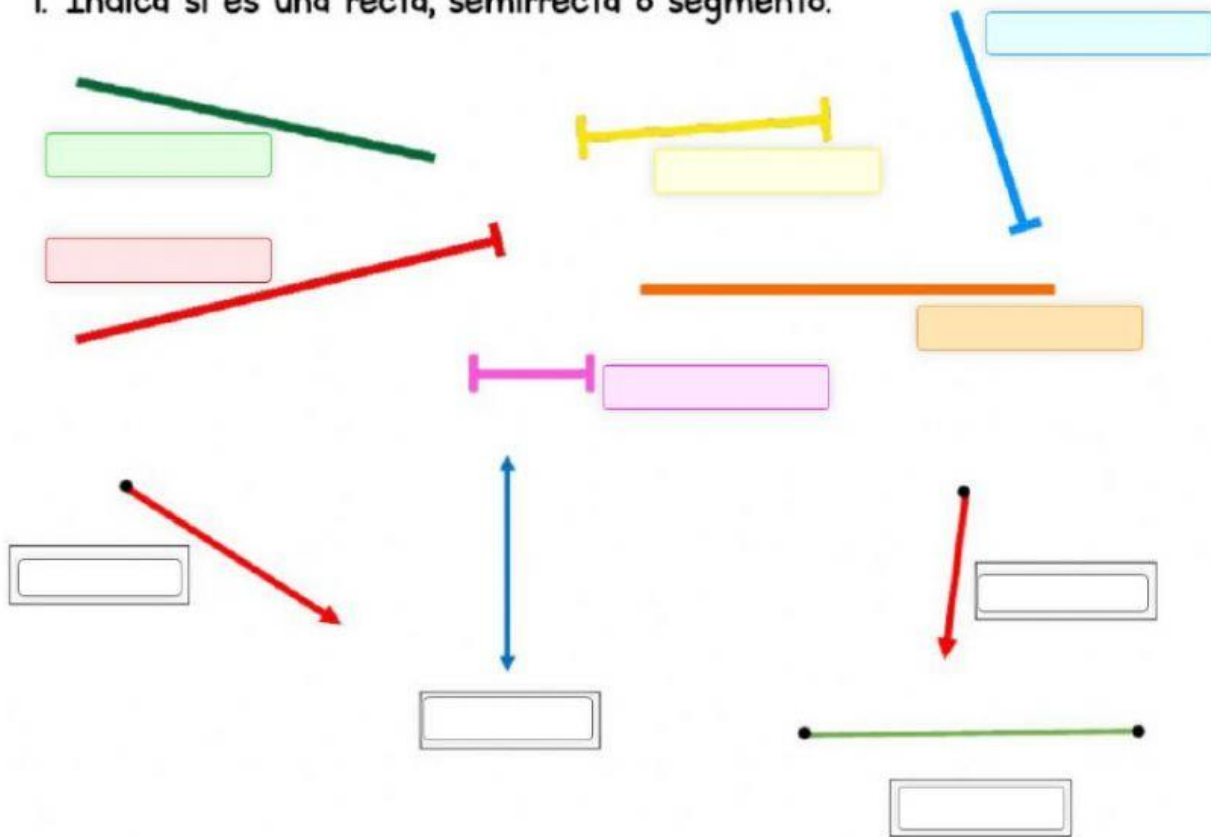 1. Indica si es una recta, semirrecta o segmento.